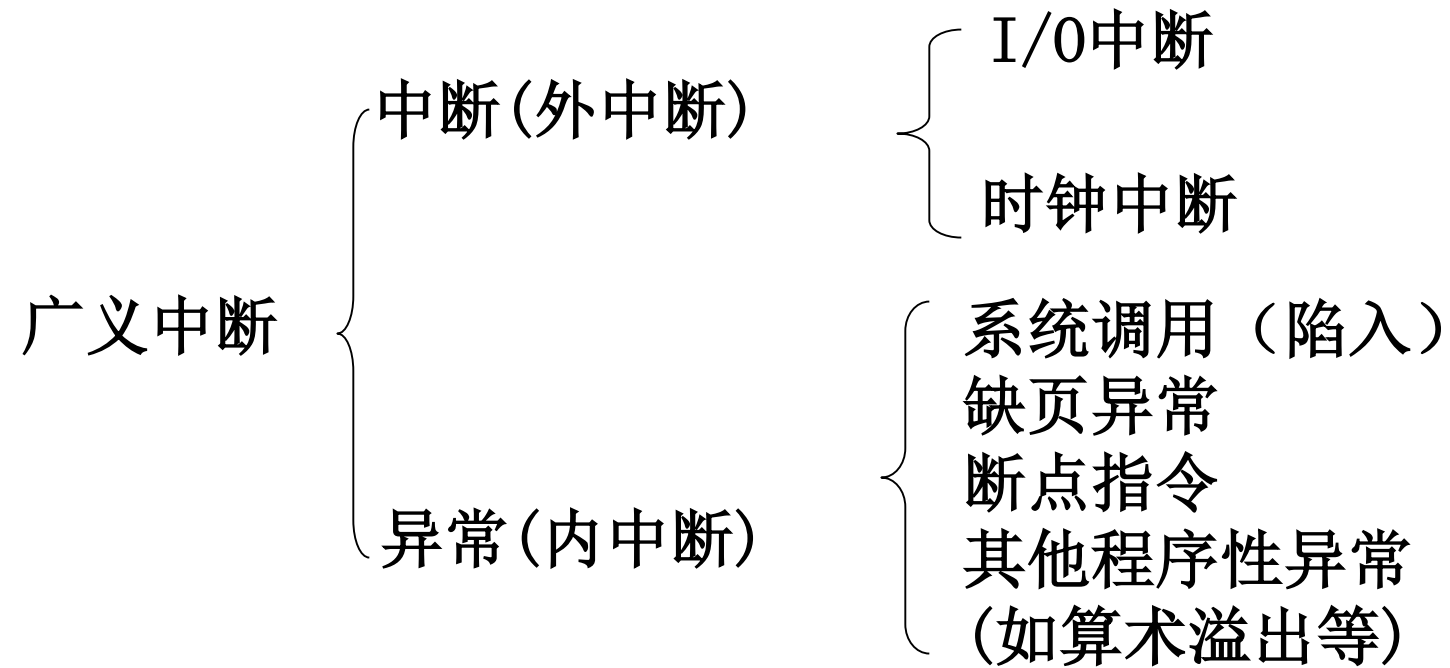 广义中断
中断(外中断)
I/O中断
时钟中断
异常(内中断)
系统调用（陷入）
缺页异常
断点指令
其他程序性异常
(如算术溢出等)